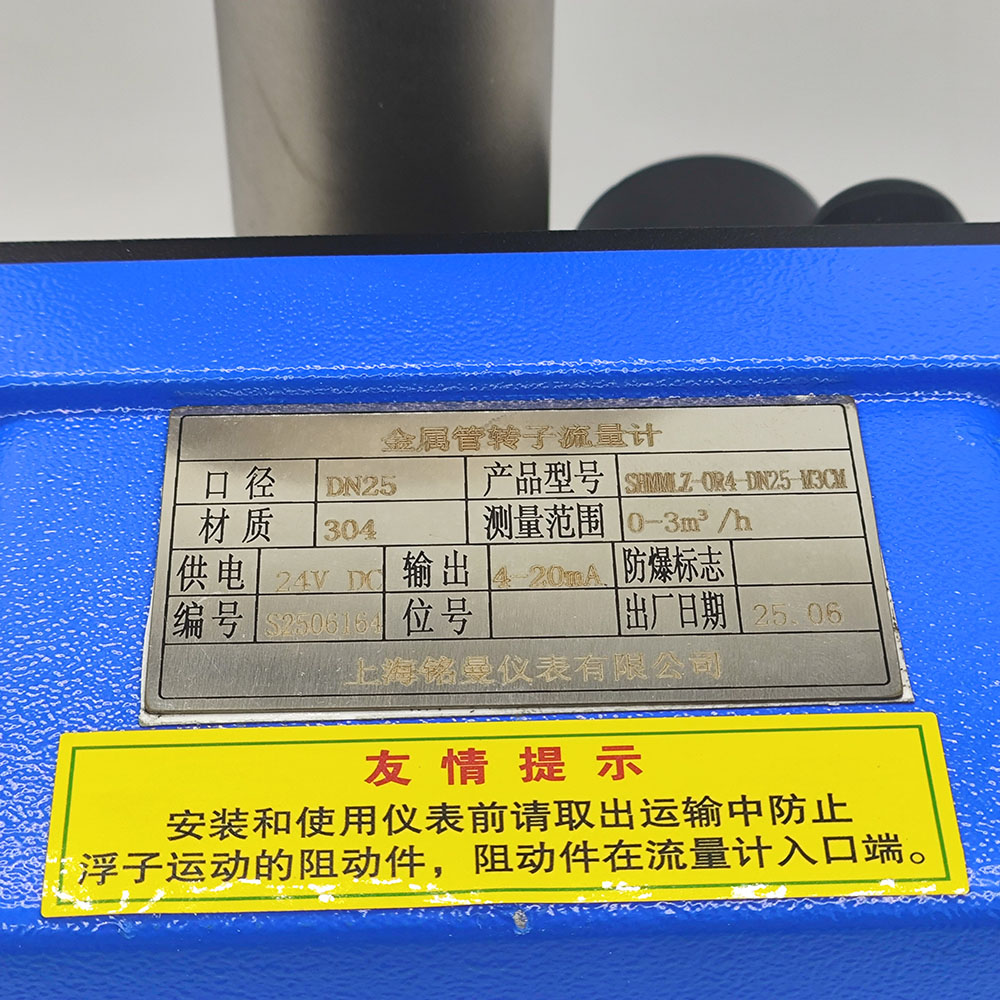 金属管转子流量计
口径 DN25 产品型号 SHMMLZ-OR4-DN25-M3CM
材质 304 测量范围 0-3m³/h
供电 24V DC 输出 4-20mA 防爆标志
编号 S2506164 位号 出厂日期 25.06
上海铭曼仪表有限公司
友情提示
安装和使用仪表前请取出运输中防止
浮子运动的阻动件，阻动件在流量计入口端。